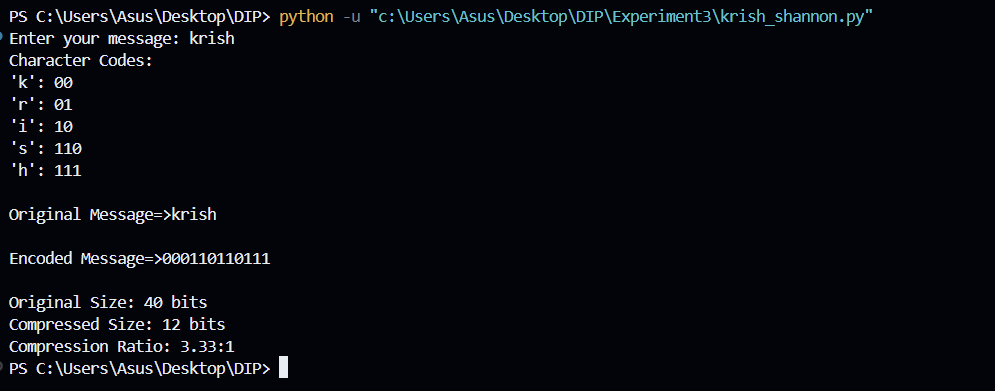 PS C:\Users\Asus\Desktop\DIP> python -u "c:\Users\Asus\Desktop\DIP\Experiment3\krish_shannon.py"
Enter your message: krish
Character Codes:
'k': 00
'r': 01
'i': 10
's': 110
'h': 111
Original Message=>krish
Encoded Message=>000110110111
Original Size: 40 bits
Compressed Size: 12 bits
Compression Ratio: 3.33:1
PS C:\Users\Asus\Desktop\DIP>